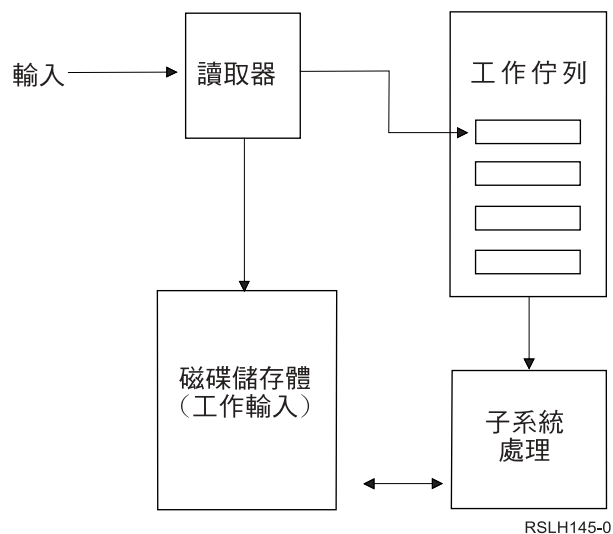 輸入
讀取器
工作佇列
磁碟儲存體
（工作輸入）
子系統
處理
RSLH145-0